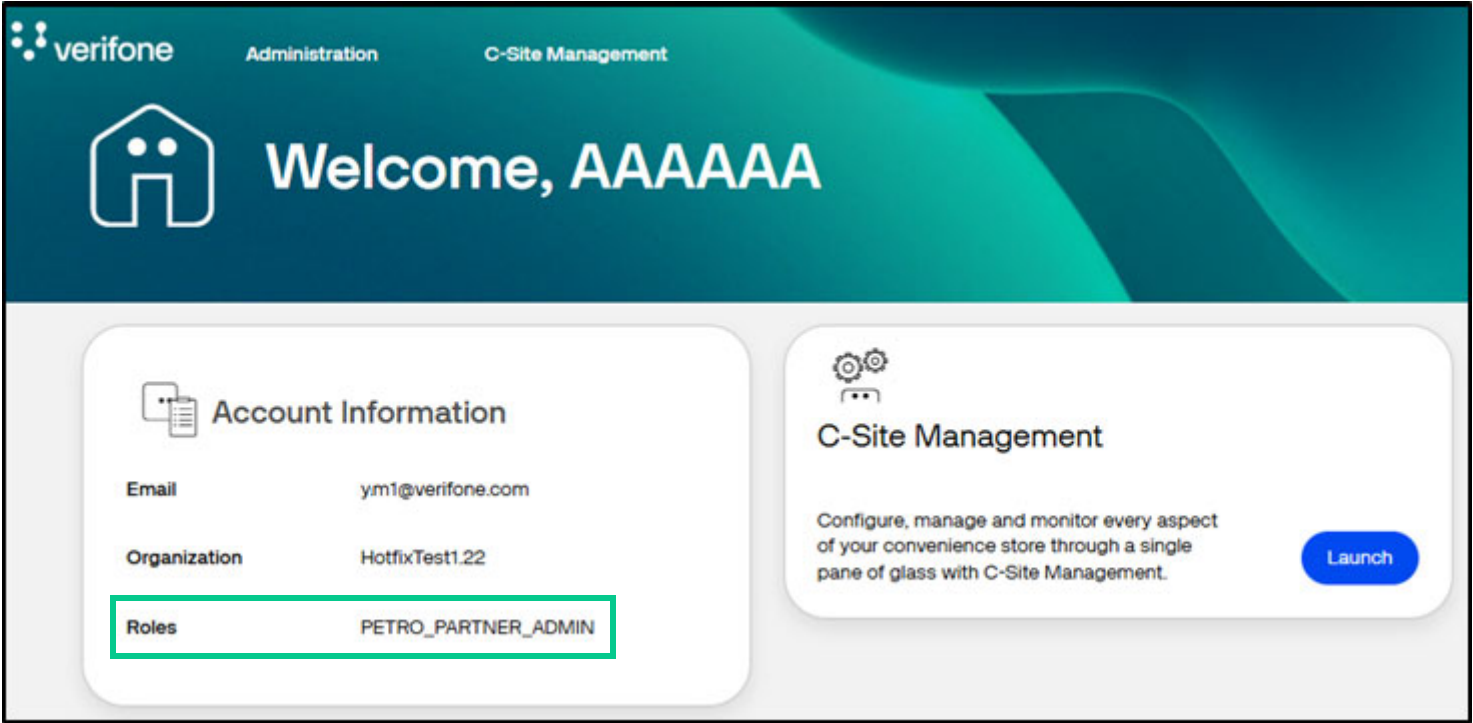 verifone
Administration
C-Site Management
Welcome, AAAAAA
Account Information
Email y.m1@verifone.com
Organization HotfixTest1.22
Roles PETRO_PARTNER_ADMIN
C-Site Management
Configure, manage and monitor every aspect
of your convenience store through a single
pane of glass with C-Site Management.
Launch